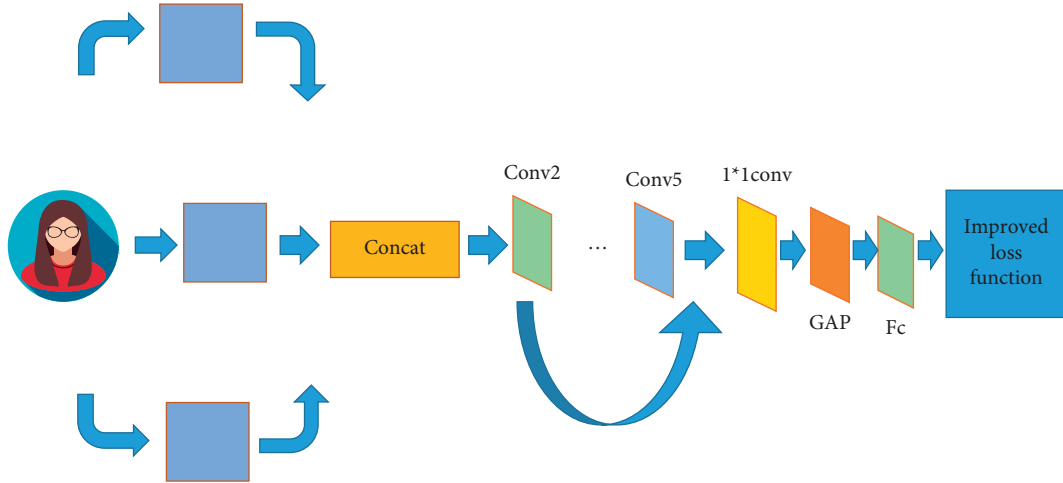 Concat
Conv2
...
Conv5
1*1conv
GAP
Fc
Improved
loss
function